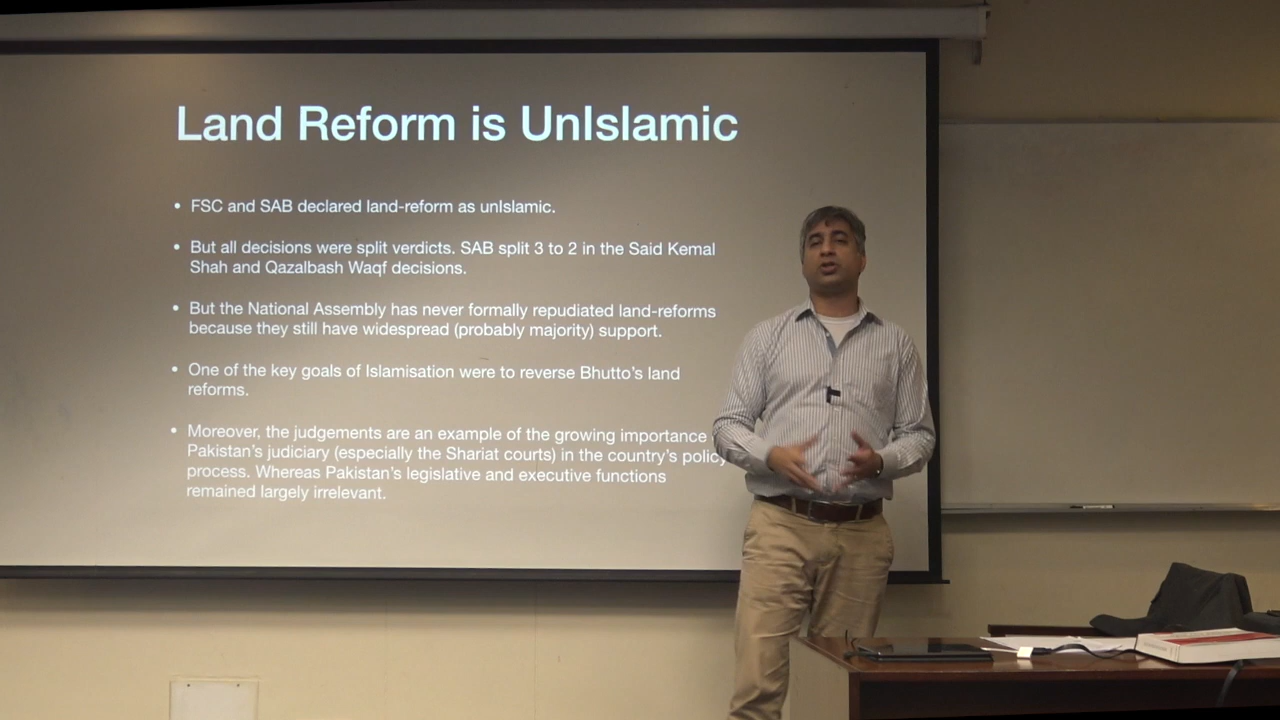 Land Reform is UnIslamic
• FSC and SAB declared land-reform as unIslamic.
• But all decisions were split verdicts. SAB split 3 to 2 in the Said Kemal
Shah and Qazalbash Waqf decisions.
• But the National Assembly has never formally repudiated land-reforms
because they still have widespread (probably majority) support.
• One of the key goals of Islamisation were to reverse Bhutto's land
reforms.
• Moreover, the judgements are an example of the growing importance
Pakistan's judiciary (especially the Shariat courts) in the country's policy
process. Whereas Pakistan's legislative and executive functions
remained largely irrelevant.